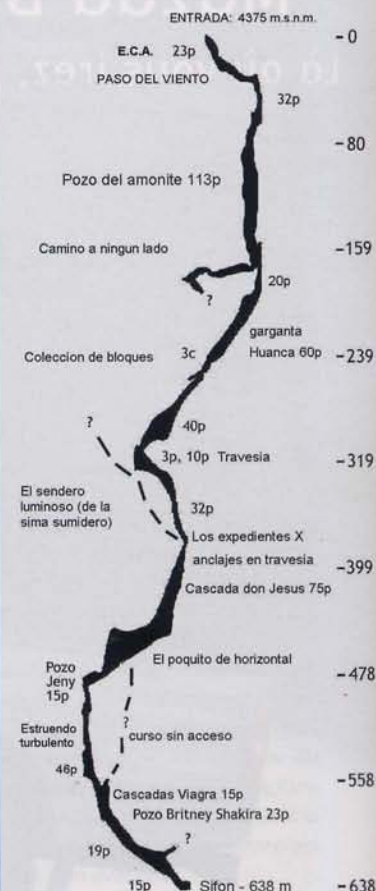 ENTRADA: 4375 m.s.n.m.
- 0
E.C.A. 23p
PASO DEL VIENTO
32p
-80
Pozo del amonite 113p
Camino a ningun lado
-159
20p
?
garganta
Huanca 60p
-239
Coleccion de bloques
3c
40p
?
3p, 10p Travesia
-319
El sendero
luminoso (de la
sima sumidero)
32p
Los expedientes X
anclajes en travesia
-399
Cascada don Jesus 75p
El poquito de horizontal
Pozo
Jeny
15p
-478
?
Estruendo
turbulento
curso sin acceso
46p
-558
Cascadas Viagra 15p
Pozo Britney Shakira 23p
?
19p
15p
Sifon - 638 m
-638